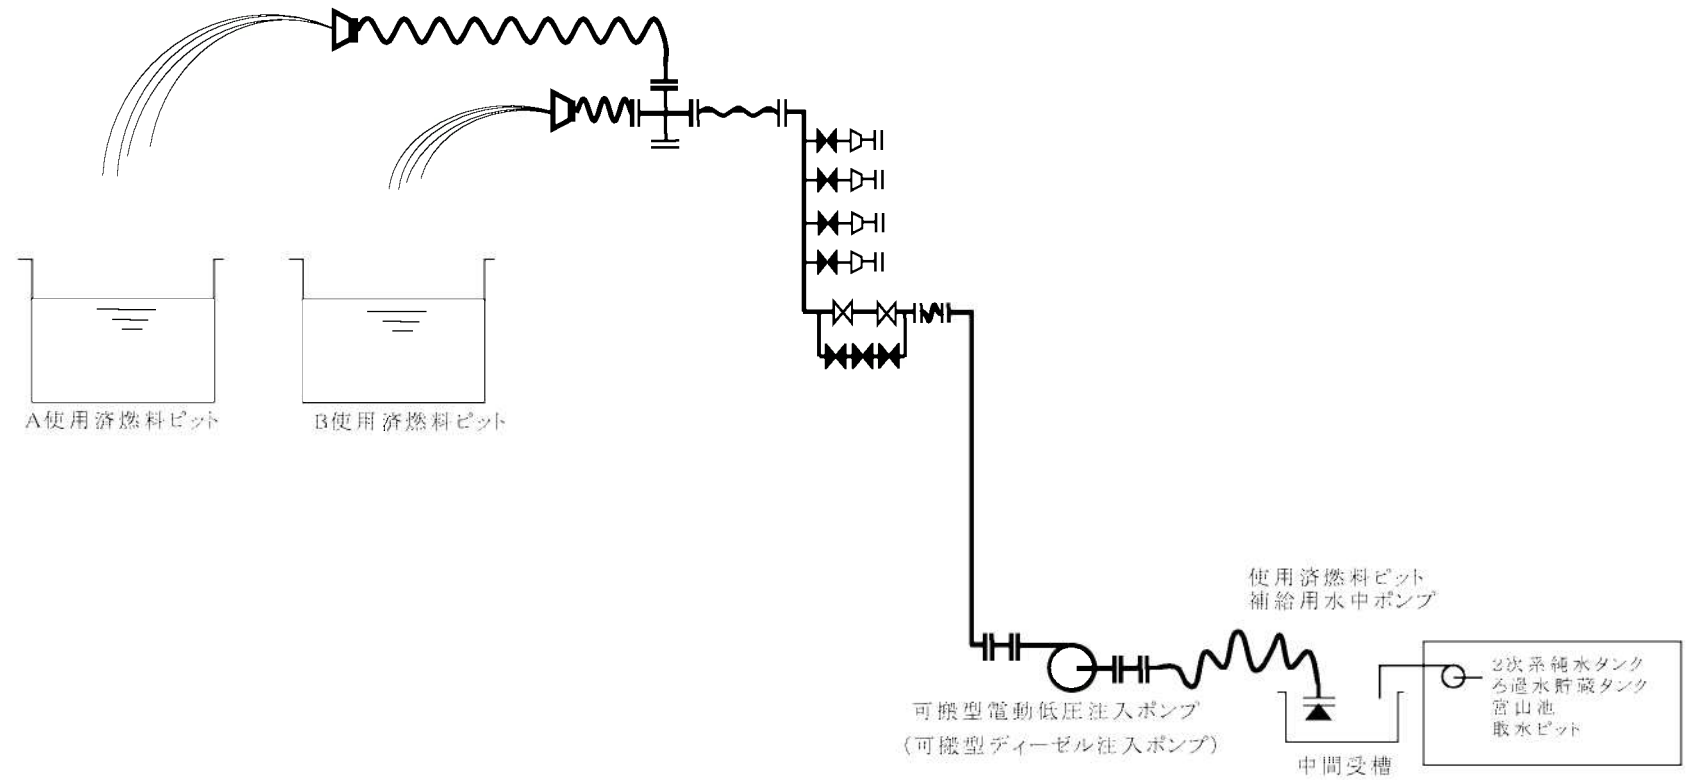 A使用済燃料ピット
B使用済燃料ピット
使用済燃料ピット
補給用水中ポンプ
2次系純水タンク
ろ過水貯蔵タンク
宮山池
取水ピット
可搬型電動低圧注入ポンプ
(可搬型ディーゼル注入ポンプ)
中間受槽